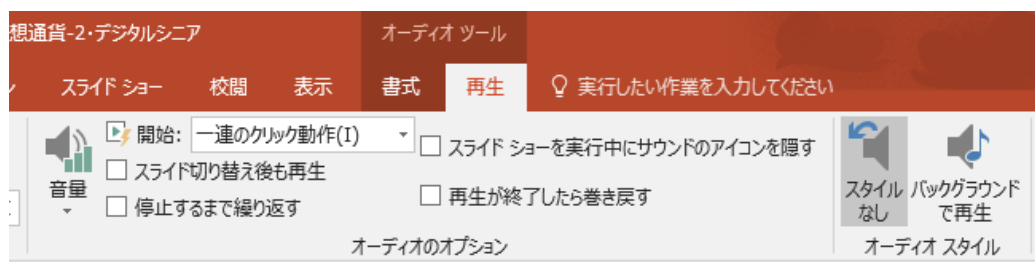 想通貨-2・デジタルシニア
オーディオ ツール
スライド ショー 校閲 表示 書式 再生 実行したい作業を入力してください
開始: 一連のクリック動作(I)
スライド切り替え後も再生
停止するまで繰り返す
音量
スライド ショーを実行中にサウンドのアイコンを隠す
再生が終了したら巻き戻す
オーディオのオプション
スタイル
なし
バックグラウンド
で再生
オーディオ スタイル